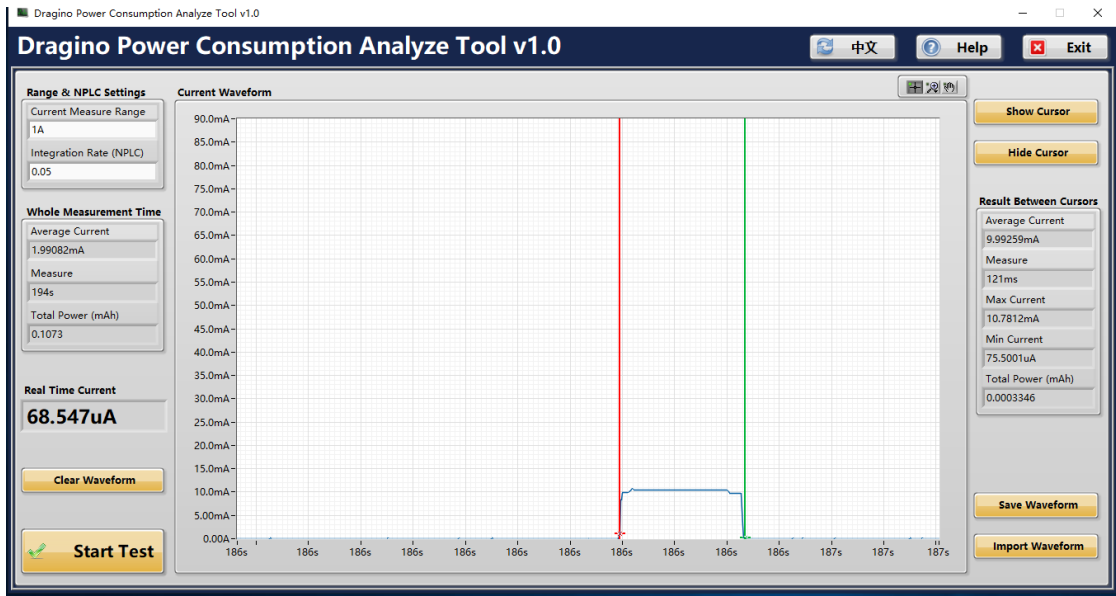 Dragino Power Consumption Analyze Tool v1.0
Dragino Power Consumption Analyze Tool v1.0
中文
Help
Exit
Range & NPLC Settings
Current Measure Range
1A
Integration Rate (NPLC)
0.05
Whole Measurement Time
Average Current
1.99082mA
Measure
194s
Total Power (mAh)
0.1073
Real Time Current
68.547uA
Clear Waveform
Start Test
Current Waveform
90.0mA
85.0mA
80.0mA
75.0mA
70.0mA
65.0mA
60.0mA
55.0mA
50.0mA
45.0mA
40.0mA
35.0mA
30.0mA
25.0mA
20.0mA
15.0mA
10.0mA
5.00mA
0.00A
186s 186s 186s 186s 186s 186s 186s 186s 186s 186s 186s 187s 187s 187s
Show Cursor
Hide Cursor
Result Between Cursors
Average Current
9.99259mA
Measure
121ms
Max Current
10.7812mA
Min Current
75.5001uA
Total Power (mAh)
0.0003346
Save Waveform
Import Waveform